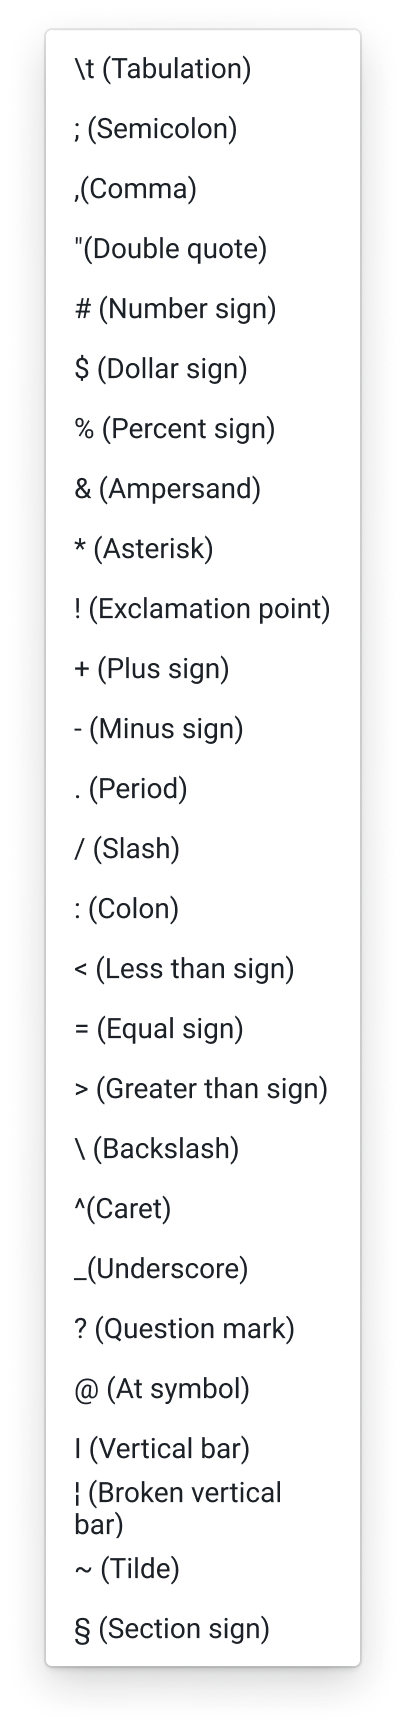 \t (Tabulation)
; (Semicolon)
,(Comma)
"(Double quote)
# (Number sign)
$ (Dollar sign)
% (Percent sign)
& (Ampersand)
* (Asterisk)
! (Exclamation point)
+ (Plus sign)
- (Minus sign)
. (Period)
/ (Slash)
: (Colon)
< (Less than sign)
= (Equal sign)
> (Greater than sign)
\ (Backslash)
^(Caret)
_(Underscore)
? (Question mark)
@ (At symbol)
I (Vertical bar)
¦ (Broken vertical
bar)
~ (Tilde)
§ (Section sign)